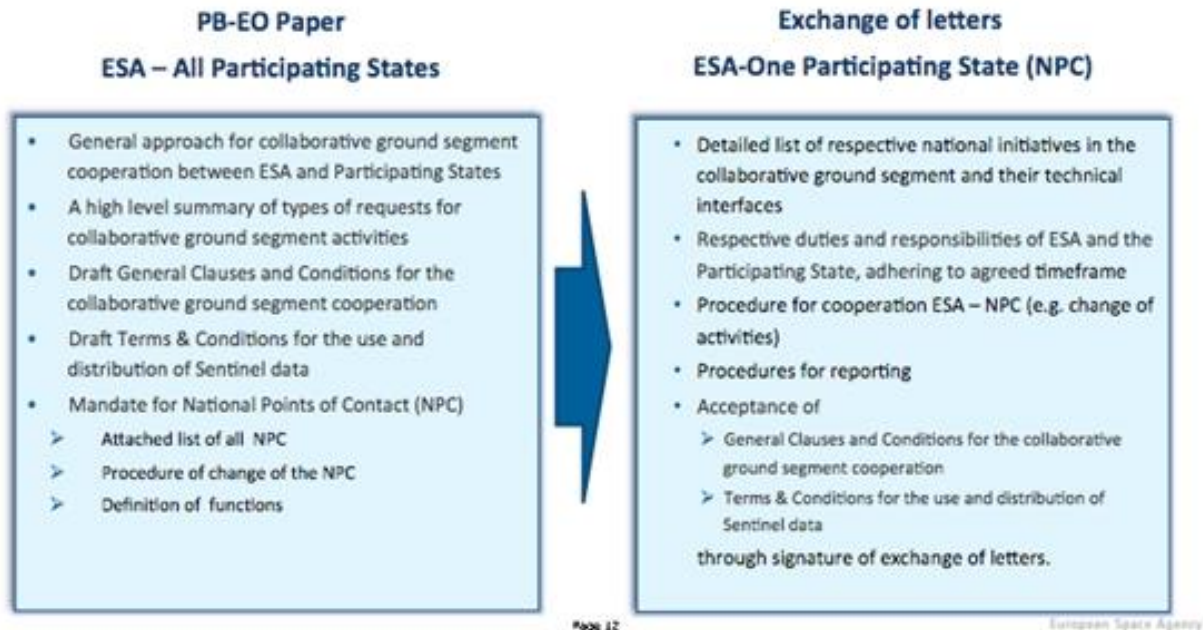 PB-EO Paper
ESA – All Participating States
• General approach for collaborative ground segment
cooperation between ESA and Participating States
• A high level summary of types of requests for
collaborative ground segment activities
• Draft General Clauses and Conditions for the
collaborative ground segment cooperation
• Draft Terms & Conditions for the use and
distribution of Sentinel data
• Mandate for National Points of Contact (NPC)
➢ Attached list of all NPC
➢ Procedure of change of the NPC
➢ Definition of functions
Exchange of letters
ESA-One Participating State (NPC)
• Detailed list of respective national initiatives in the
collaborative ground segment and their technical
interfaces
• Respective duties and responsibilities of ESA and the
Participating State, adhering to agreed timeframe
• Procedure for cooperation ESA – NPC (e.g. change of
activities)
• Procedures for reporting
• Acceptance of
➢ General Clauses and Conditions for the collaborative
ground segment cooperation
➢ Terms & Conditions for the use and distribution of
Sentinel data
through signature of exchange of letters.
Page 12
European Space Agency